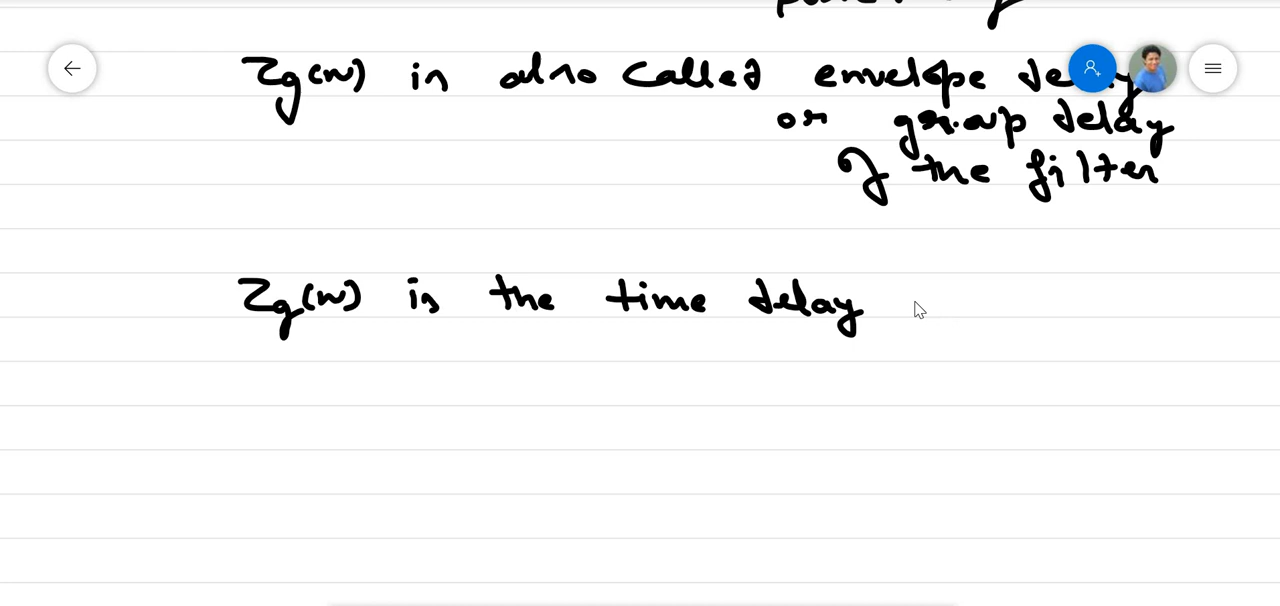 τg(ω) is also called envelope delay
or group delay
of the filter
τg(ω) is the time delay